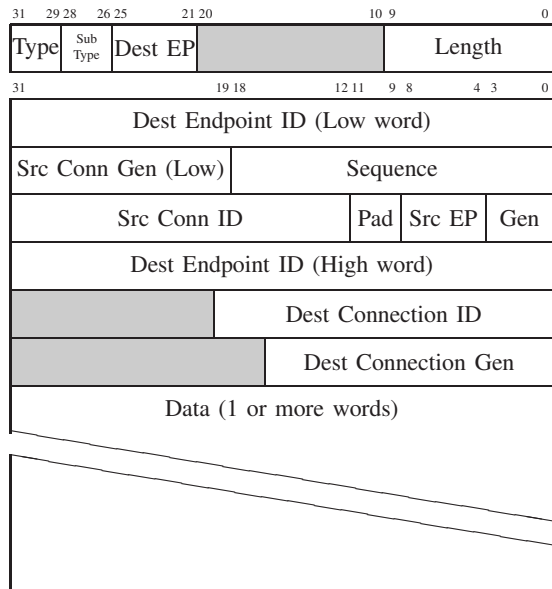 31 29 28 26 25 21 20 10 9 0
Type Sub Type Dest EP Length
31 19 18 12 11 9 8 4 3 0
Dest Endpoint ID (Low word)
Src Conn Gen (Low) Sequence
Src Conn ID Pad Src EP Gen
Dest Endpoint ID (High word)
Dest Connection ID
Dest Connection Gen
Data (1 or more words)